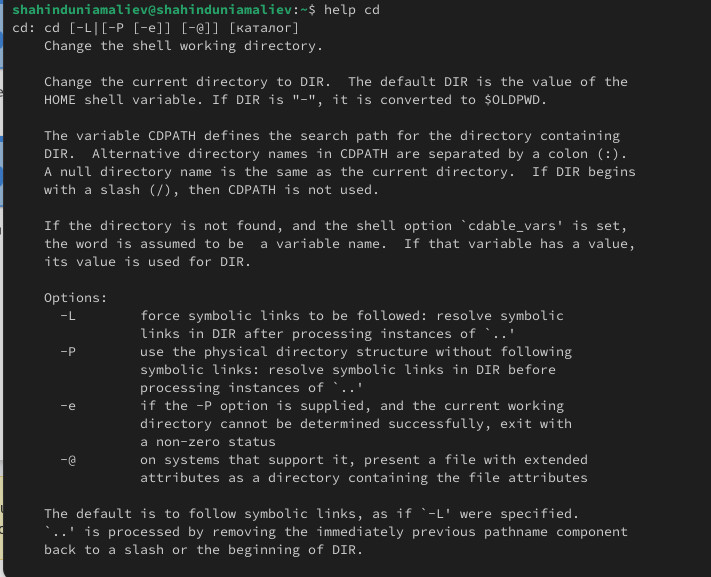 shahinduniamaliev@shahinduniamaliev:~$ help cd
cd: cd [-L|[-P [-e]] [-@]] [каталог]
Change the shell working directory.
Change the current directory to DIR.  The default DIR is the value of the
HOME shell variable. If DIR is "-", it is converted to $OLDPWD.
The variable CDPATH defines the search path for the directory containing
DIR.  Alternative directory names in CDPATH are separated by a colon (:).
A null directory name is the same as the current directory.  If DIR begins
with a slash (/), then CDPATH is not used.
If the directory is not found, and the shell option `cdable_vars' is set,
the word is assumed to be  a variable name.  If that variable has a value,
its value is used for DIR.
Options:
-L        force symbolic links to be followed: resolve symbolic
links in DIR after processing instances of `..'
-P        use the physical directory structure without following
symbolic links: resolve symbolic links in DIR before
processing instances of `..'
-e        if the -P option is supplied, and the current working
directory cannot be determined successfully, exit with
a non-zero status
-@        on systems that support it, present a file with extended
attributes as a directory containing the file attributes
The default is to follow symbolic links, as if `-L' were specified.
`..' is processed by removing the immediately previous pathname component
back to a slash or the beginning of DIR.